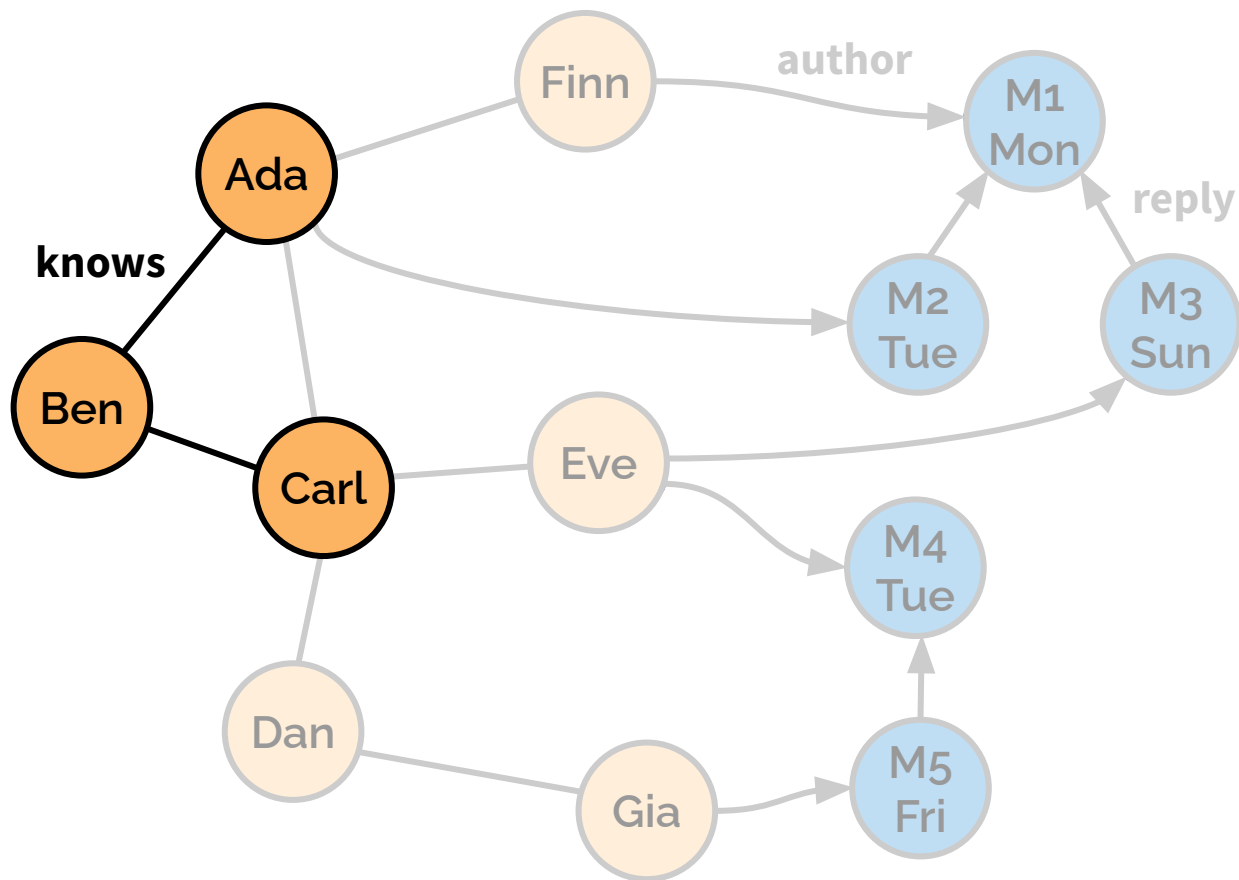 Finn
author
M1
Mon
Ada
reply
knows
M2
Tue
M3
Sun
Ben
Eve
Carl
M4
Tue
Dan
M5
Fri
Gia